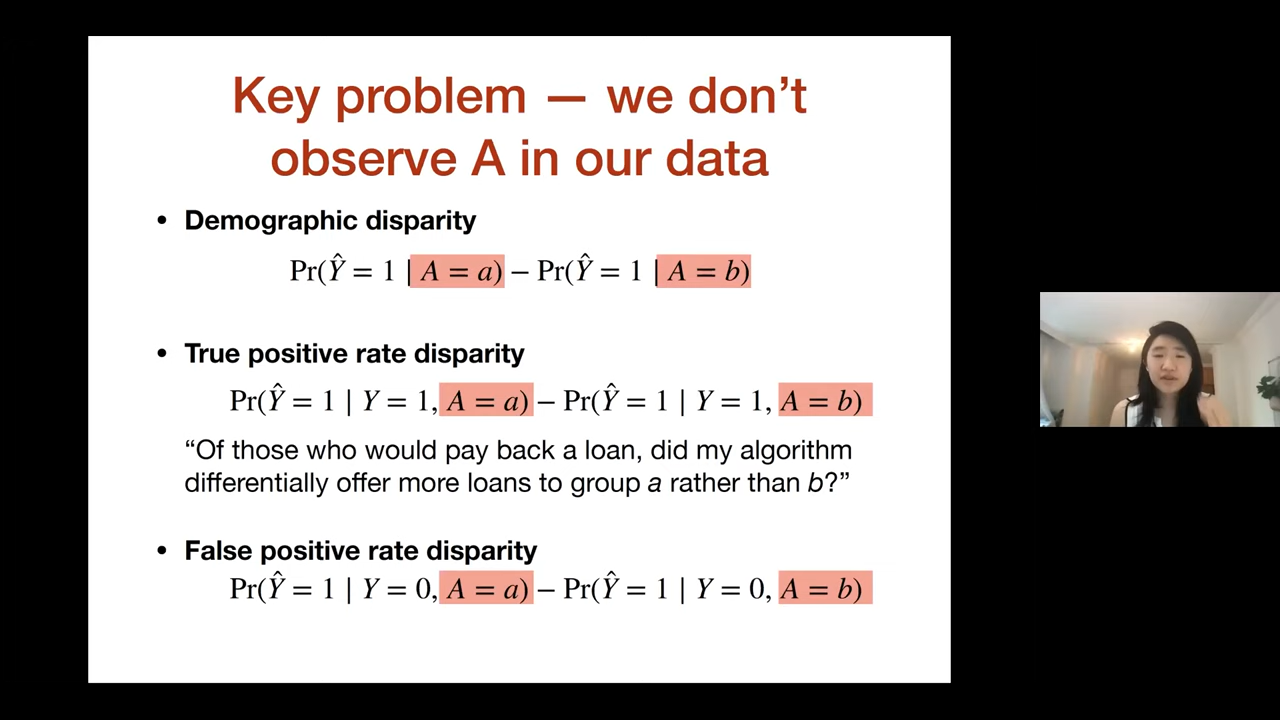 Key problem — we don’t
observe A in our data
• Demographic disparity
Pr(Ŷ = 1 | A = a) − Pr(Ŷ = 1 | A = b)
• True positive rate disparity
Pr(Ŷ = 1 | Y = 1, A = a) − Pr(Ŷ = 1 | Y = 1, A = b)
“Of those who would pay back a loan, did my algorithm
differentially offer more loans to group a rather than b?”
• False positive rate disparity
Pr(Ŷ = 1 | Y = 0, A = a) − Pr(Ŷ = 1 | Y = 0, A = b)